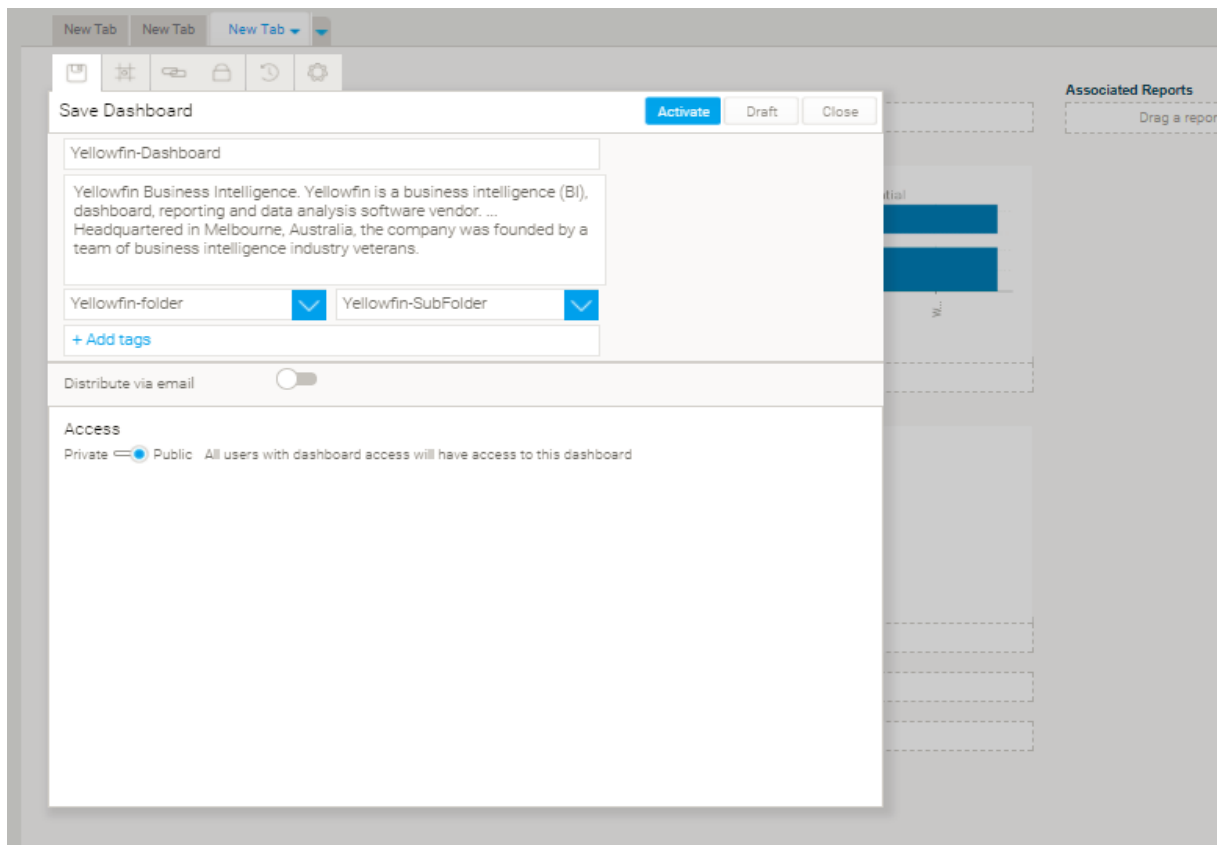 New Tab
New Tab
New Tab
Associated Reports
Save Dashboard
Activate
Draft
Close
Drag a repor
Yellowfin-Dashboard
Yellowfin Business Intelligence. Yellowfin is a business intelligence (BI),
dashboard, reporting and data analysis software vendor. ...
Headquartered in Melbourne, Australia, the company was founded by a
team of business intelligence industry veterans.
tial
Yellowfin-folder
Yellowfin-SubFolder
W...
+ Add tags
Distribute via email
Access
Private
Public All users with dashboard access will have access to this dashboard